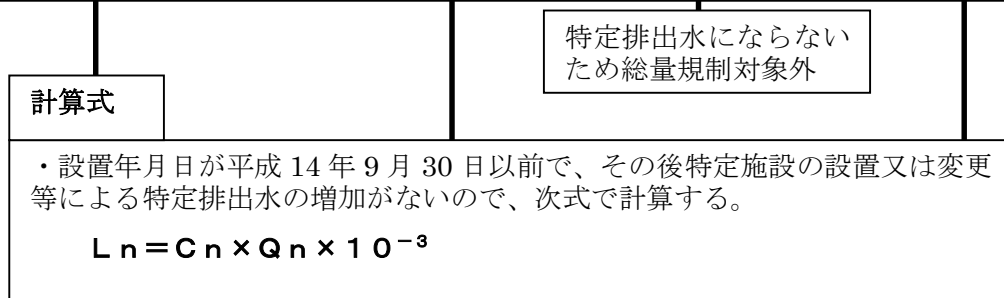 特定排出水にならない
ため総量規制対象外
計算式
・設置年月日が平成 14 年 9 月 30 日以前で、その後特定施設の設置又は変更
等による特定排出水の増加がないので、次式で計算する。
Ｌｎ＝Ｃｎ×Ｑｎ×１０⁻³